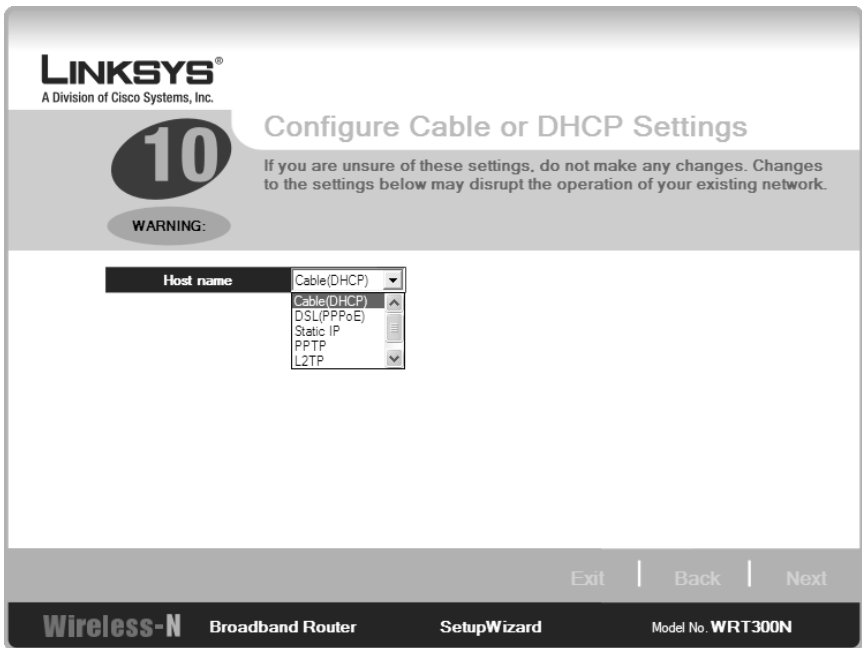 LINKSYS®
A Division of Cisco Systems, Inc.
10
Configure Cable or DHCP Settings
If you are unsure of these settings, do not make any changes. Changes
to the settings below may disrupt the operation of your existing network.
WARNING:
Host name
Cable(DHCP)
Cable(DHCP)
DSL(PPPoE)
Static IP
PPTP
L2TP
Exit
Back
Next
Wireless-N Broadband Router SetupWizard Model No. WRT300N